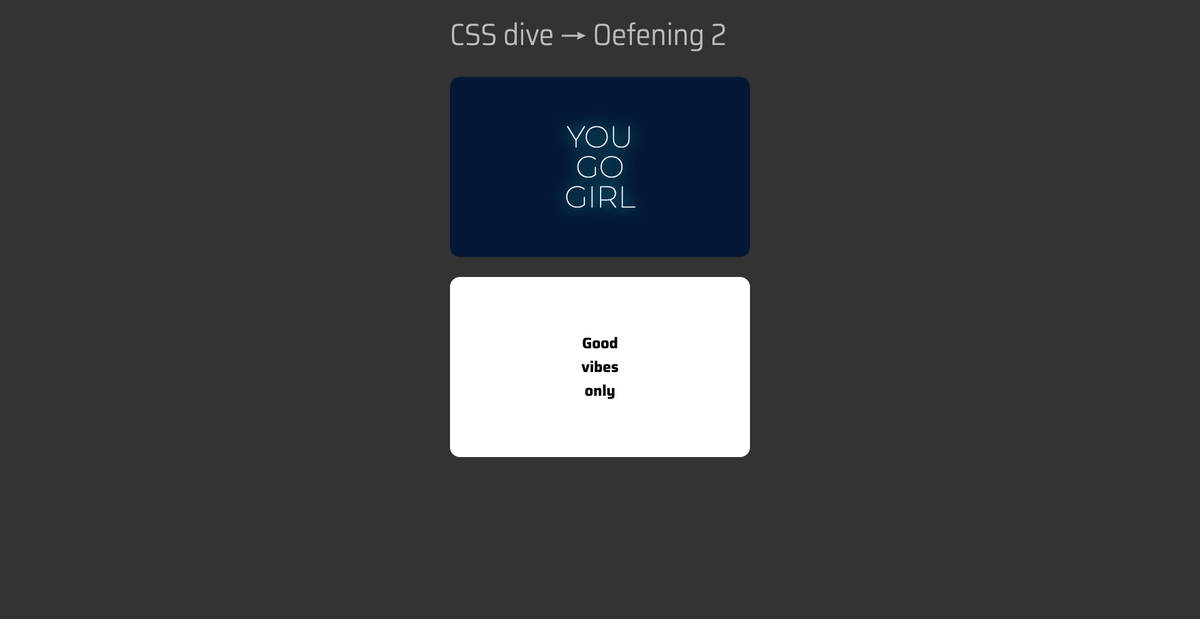 CSS dive → Oefening 2
YOU
GO
GIRL
Good
vibes
only